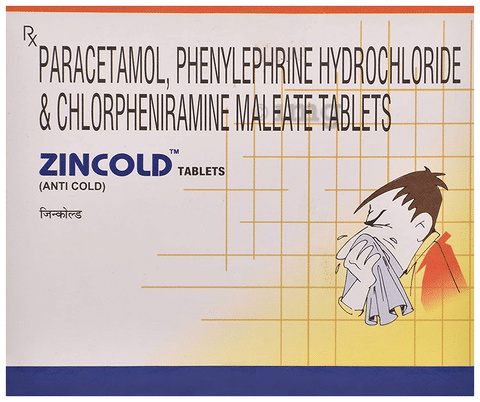 Rx
PARACETAMOL, PHENYLEPHRINE HYDROCHLORIDE
& CHLORPHENIRAMINE MALEATE TABLETS
ZINCOLD™ TABLETS
(ANTI COLD)
जिन्कोल्ड